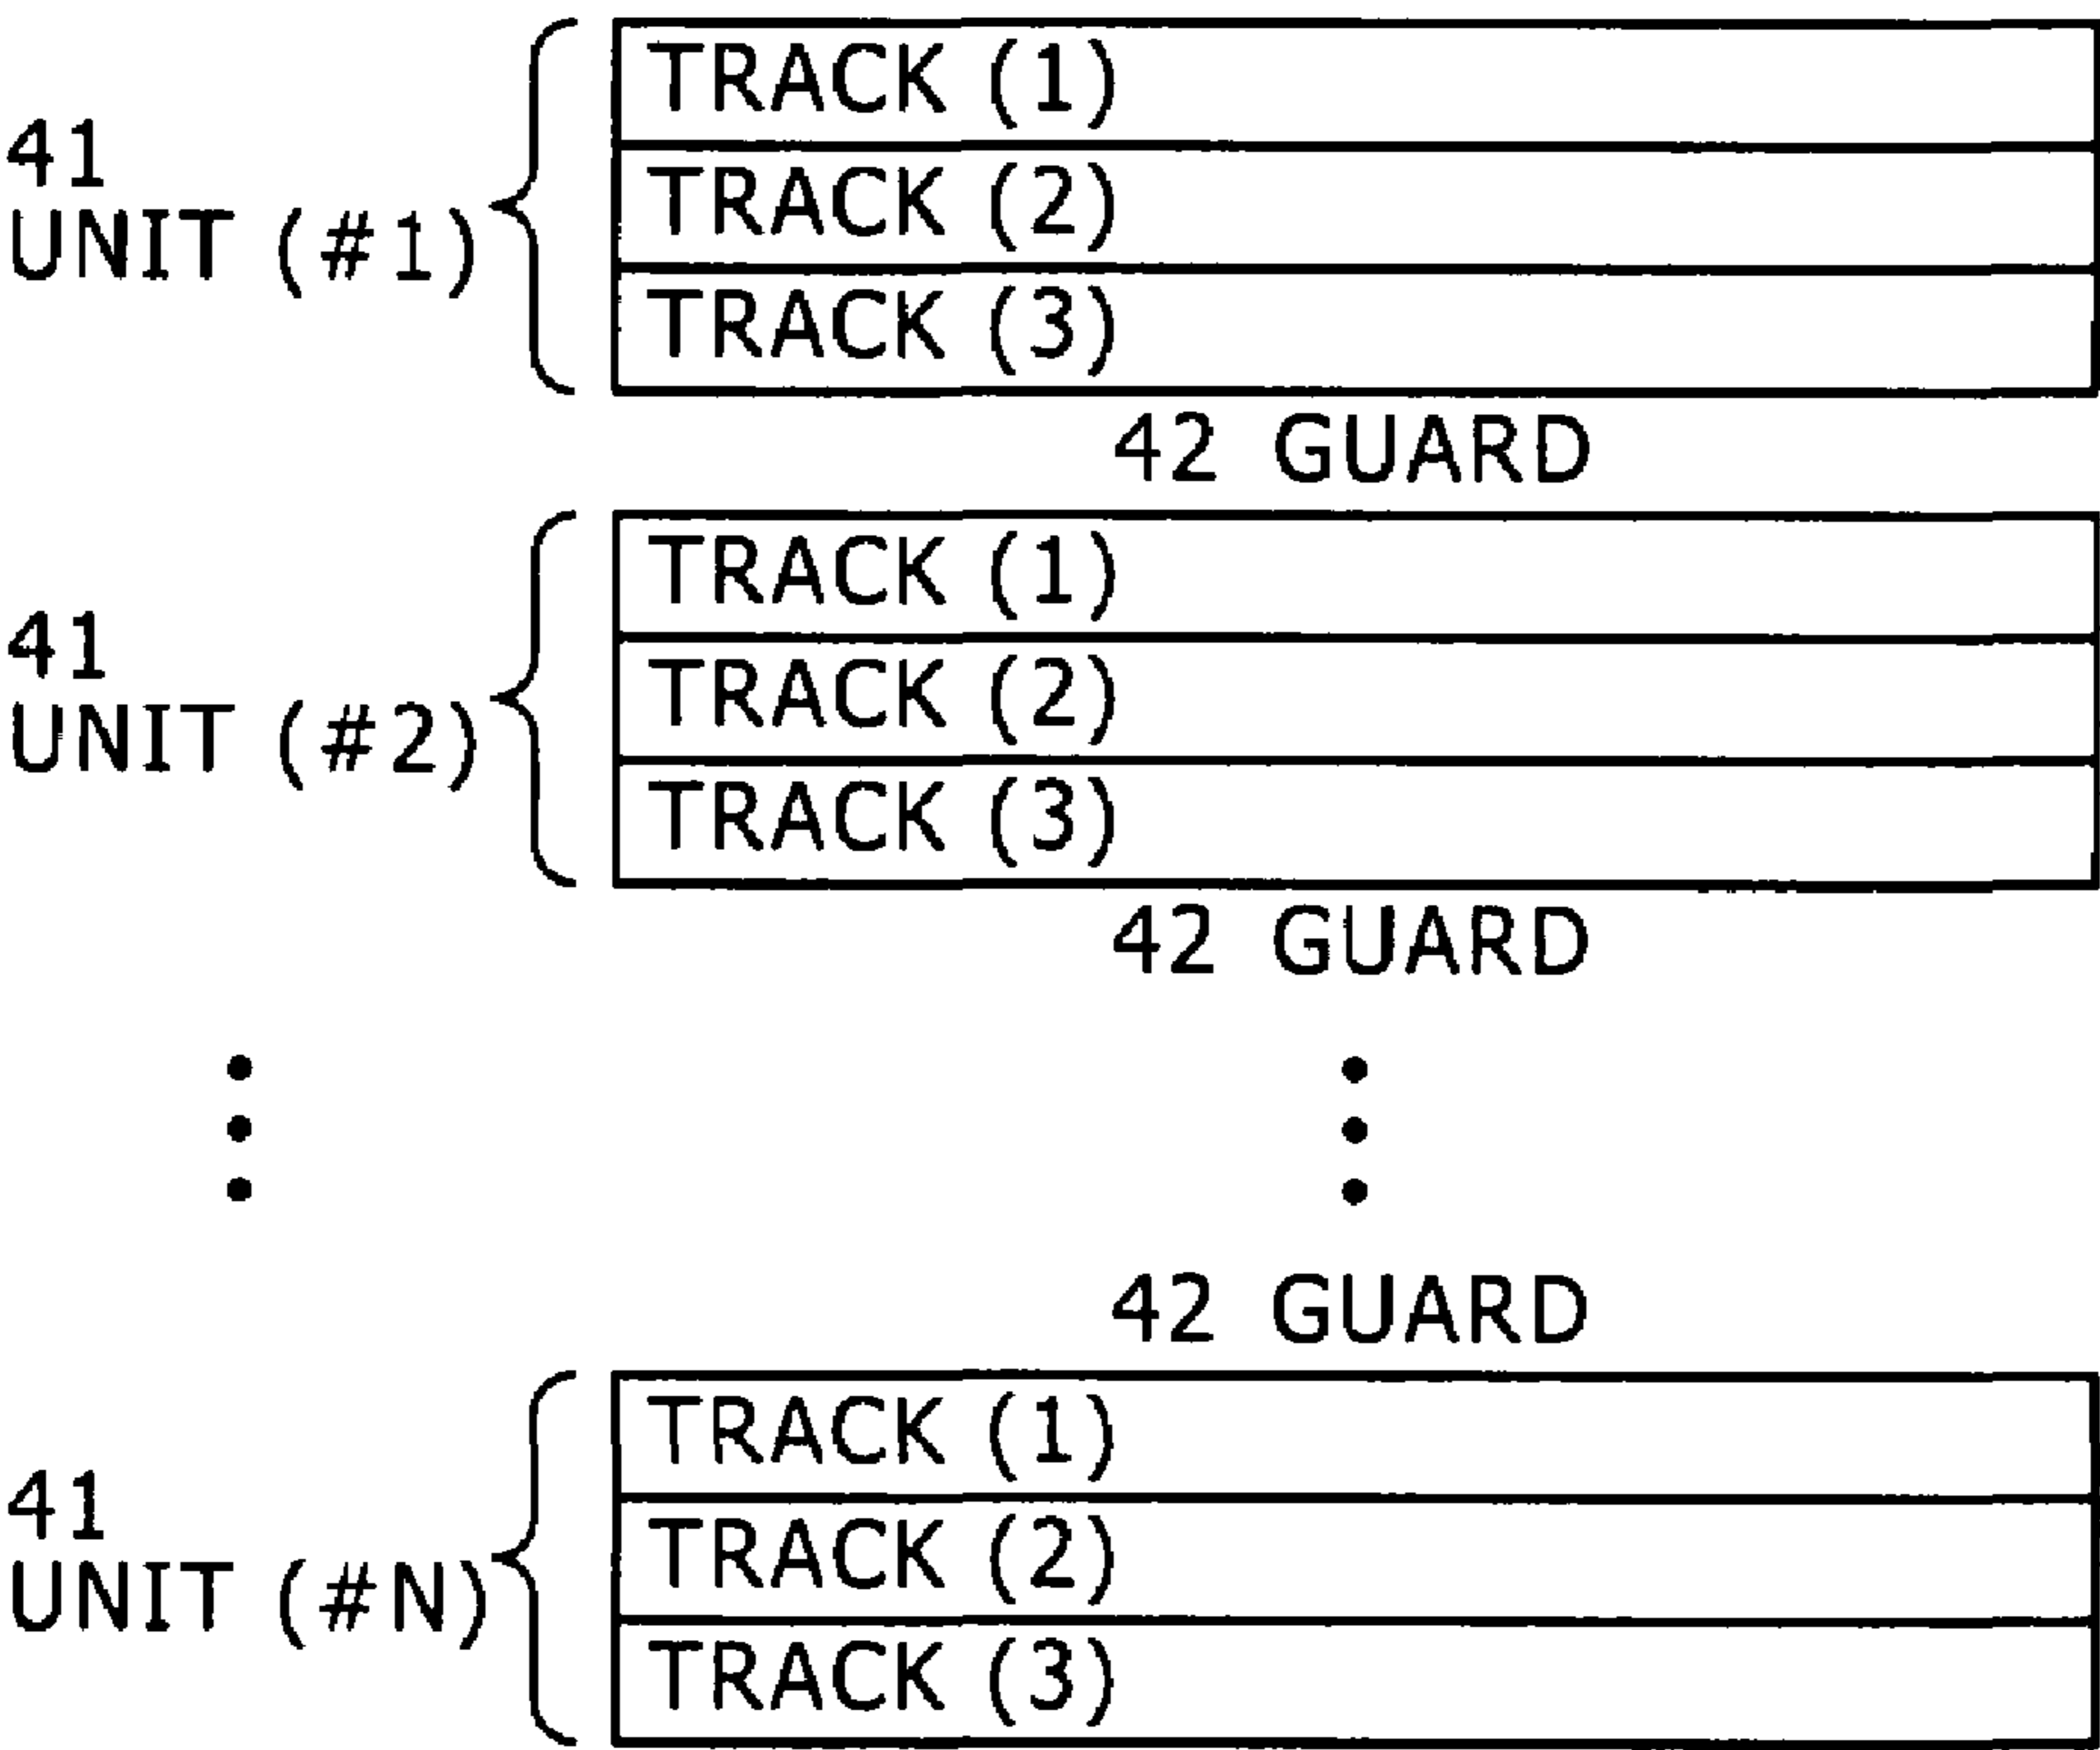 41
UNIT (#1)
TRACK (1)
TRACK (2)
TRACK (3)
42 GUARD
41
UNIT (#2)
TRACK (1)
TRACK (2)
TRACK (3)
42 GUARD
42 GUARD
41
UNIT (#N)
TRACK (1)
TRACK (2)
TRACK (3)